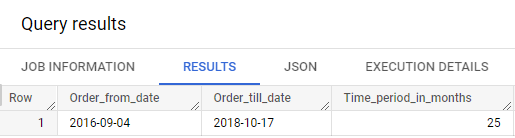 Query results
JOB INFORMATION RESULTS JSON EXECUTION DETAILS
Row Order_from_date Order_till_date Time_period_in_months
1 2016-09-04 2018-10-17 25